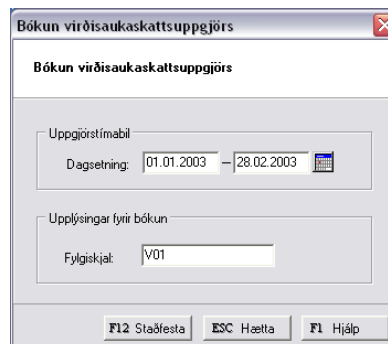 Bókun virðisaukaskattsuppgjörs
Bókun virðisaukaskattsuppgjörs
Uppgjörstímabil
Dagsetning: 01.01.2003 – 28.02.2003
Upplýsingar fyrir bókun
Fylgiskjal: V01
F12 Staðfesta ESC Hætta F1 Hjálp